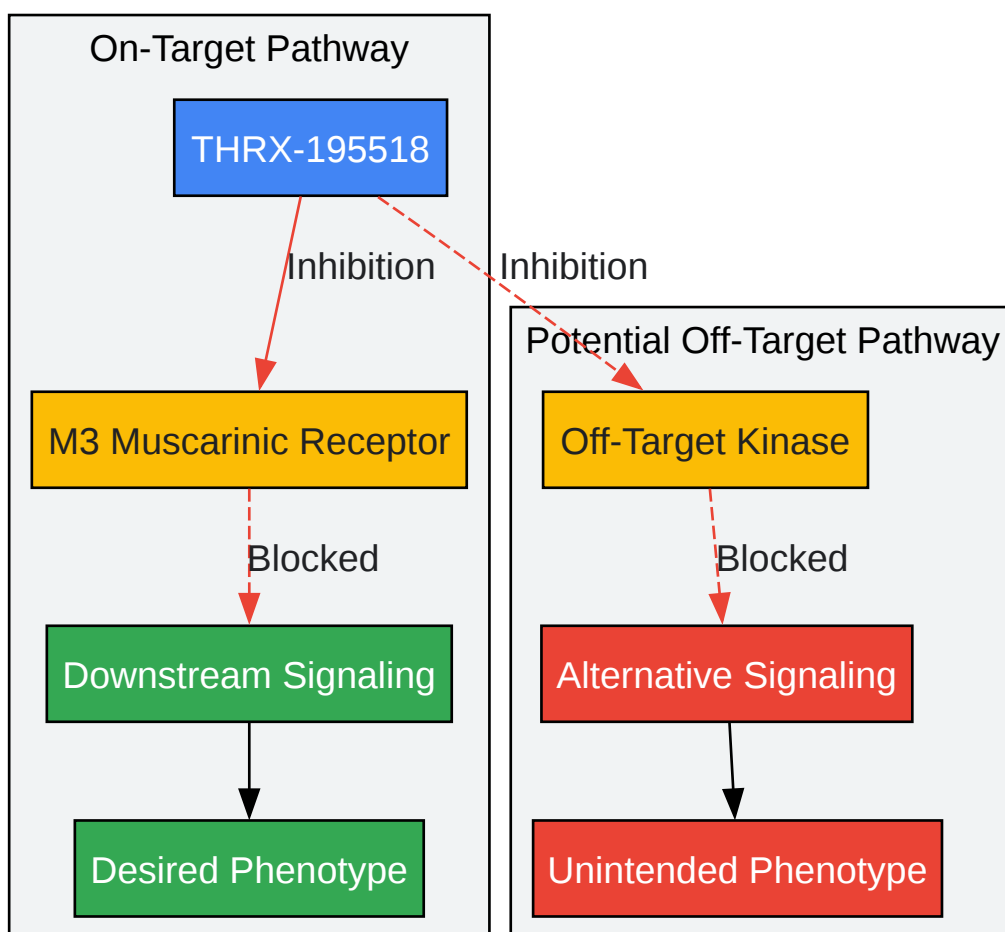 On-Target Pathway
THRX-195518
Inhibition
Inhibition
Potential Off-Target Pathway
M3 Muscarinic Receptor
Off-Target Kinase
Blocked
Blocked
Downstream Signaling
Alternative Signaling
Desired Phenotype
Unintended Phenotype